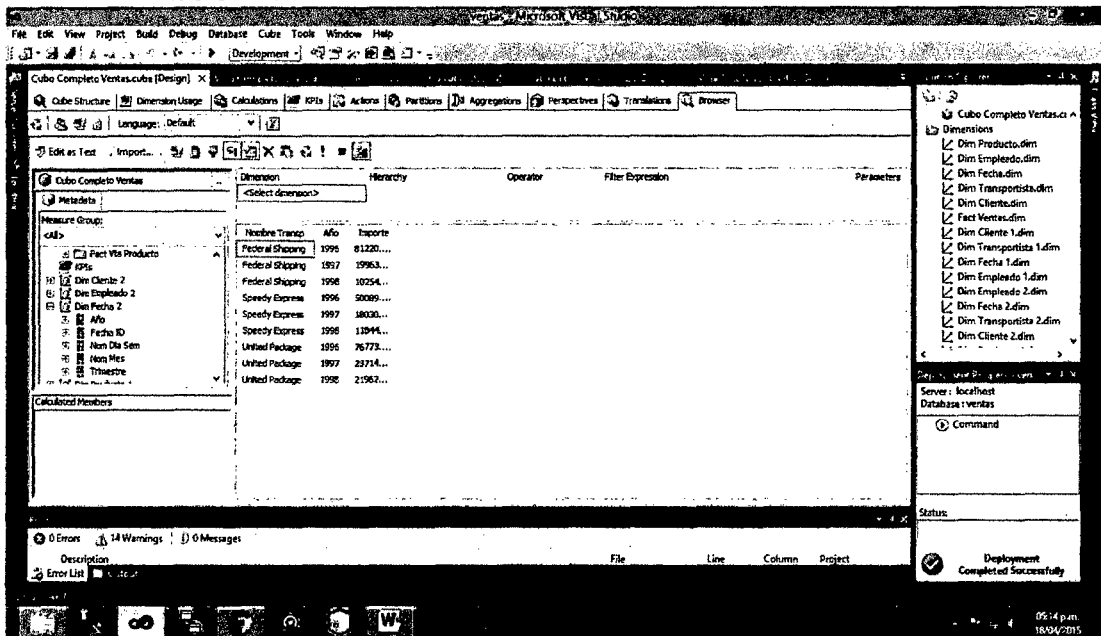 ventas - Microsoft Visual Studio
File Edit View Project Build Debug Database Cube Tools Window Help
Development
Cubo Completo Ventas.cube [Design] X
Cube Structure Dimension Usage Calculations KPIs Actions Partitions Aggregations Perspectives Translations Browser
Language: Default
Edit as Text Import...
Cubo Completo Ventas
Metadata
Measure Group:
<All>
Fact Vta Producto
KPIs
Dim Cliente 2
Dim Empleado 2
Dim Fecha 2
Año
Fecha ID
Nom Dia Sem
Nom Mes
Trimestre
Calculated Members
Dimension Hierarchy Operator Filter Expression Parameters
<Select dimension>
Nombre Transp Año Importe
Federal Shipping 1996 81220....
Federal Shipping 1997 19963...
Federal Shipping 1998 10254...
Speedy Express 1996 50089....
Speedy Express 1997 18030...
Speedy Express 1998 11844...
United Package 1996 76773....
United Package 1997 23714...
United Package 1998 21962...
Cubo Completo Ventas.cu
Dimensions
Dim Producto.dim
Dim Empleado.dim
Dim Fecha.dim
Dim Transportista.dim
Dim Cliente.dim
Fact Ventas.dim
Dim Cliente 1.dim
Dim Transportista 1.dim
Dim Fecha 1.dim
Dim Empleado 1.dim
Dim Empleado 2.dim
Dim Fecha 2.dim
Dim Transportista 2.dim
Dim Cliente 2.dim
Server : localhost
Database : ventas
Command
Status:
Deployment
Completed Successfully
0 Errors 14 Warnings 0 Messages
Description File Line Column Project
Error List
05:14 p.m.
18/04/2015